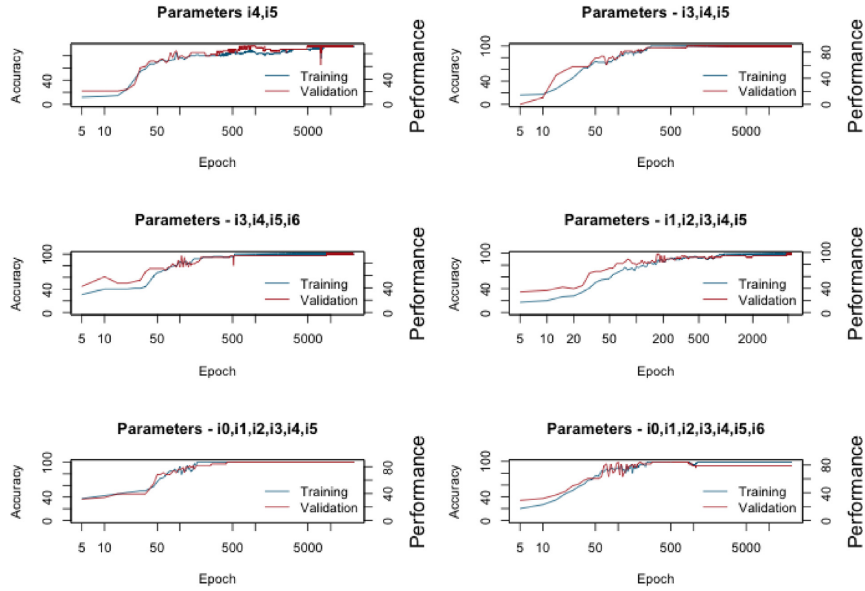 Parameters i4,i5
Accuracy
0
40
Training
Validation
0
40
80
Performance
5
10
50
500
5000
Epoch
Parameters - i3,i4,i5
Accuracy
0
40
100
Training
Validation
0
40
80
Performance
5
10
50
500
5000
Epoch
Parameters - i3,i4,i5,i6
Accuracy
0
40
100
Training
Validation
0
40
Performance
5
10
50
500
5000
Epoch
Parameters - i1,i2,i3,i4,i5
Accuracy
0
40
100
Training
Validation
0
40
100
Performance
5
10
20
50
200
500
2000
Epoch
Parameters - i0,i1,i2,i3,i4,i5
Accuracy
0
40
100
Training
Validation
0
40
80
Performance
5
10
50
500
5000
Epoch
Parameters - i0,i1,i2,i3,i4,i5,i6
Accuracy
0
40
100
Training
Validation
0
40
80
Performance
5
10
50
500
5000
Epoch